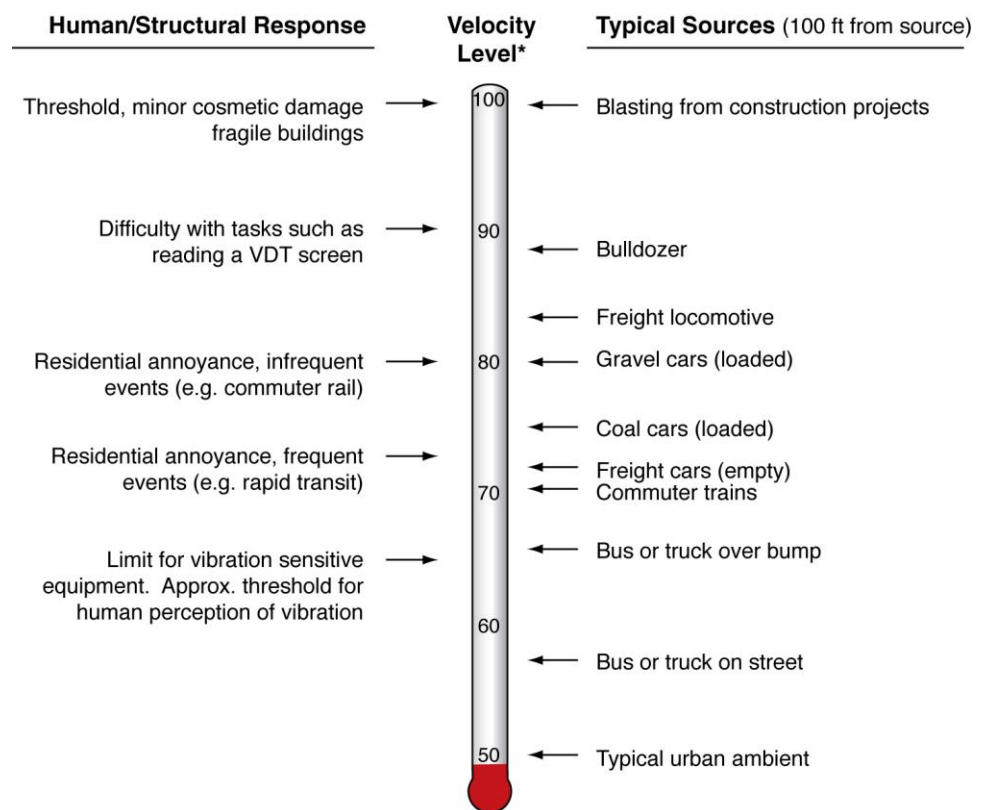 Human/Structural Response
Velocity
Level*
Typical Sources (100 ft from source)
Threshold, minor cosmetic damage
fragile buildings
100
Blasting from construction projects
Difficulty with tasks such as
reading a VDT screen
90
Bulldozer
Freight locomotive
Residential annoyance, infrequent
events (e.g. commuter rail)
80
Gravel cars (loaded)
Coal cars (loaded)
Residential annoyance, frequent
events (e.g. rapid transit)
Freight cars (empty)
70
Commuter trains
Limit for vibration sensitive
equipment. Approx. threshold for
human perception of vibration
Bus or truck over bump
60
Bus or truck on street
50
Typical urban ambient